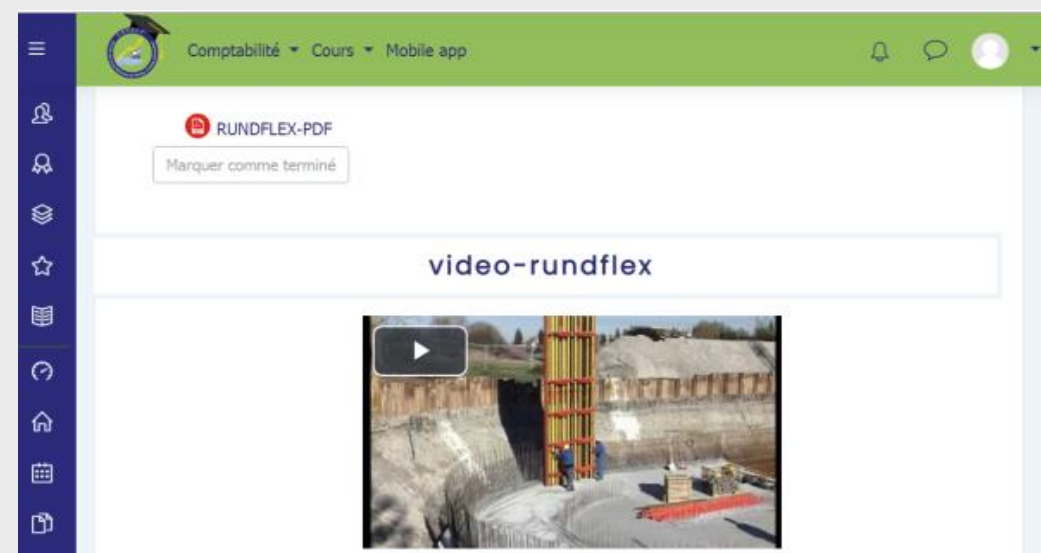 Comptabilité Cours Mobile app
RUNDFLEX-PDF
Marquer comme terminé
video-rundflex